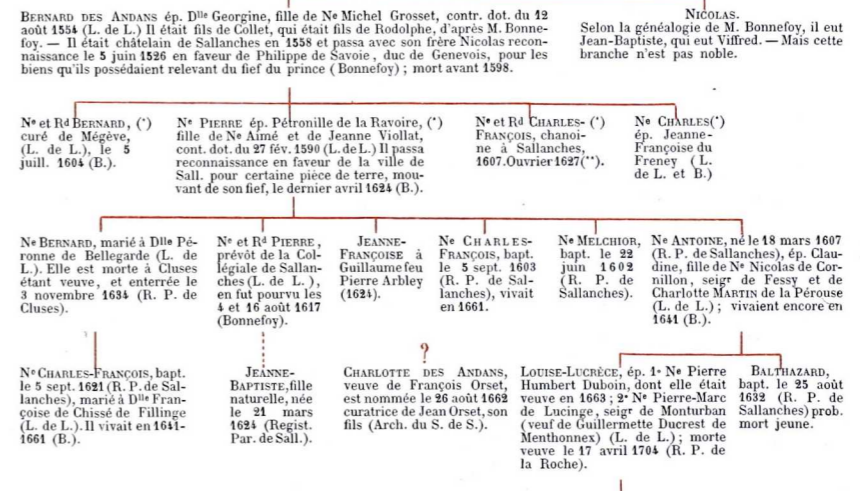 BERNARD DES ANDANS ép. Dlle Georgine, fille de Ne Michel Grosset, contr. dot. du 12
août 1554 (L. de L.) Il était fils de Collet, qui était fils de Rodolphe, d'après M. Bonne-
foy. — Il était châtelain de Sallanches en 1558 et passa avec son frère Nicolas recon-
naissance le 5 juin 1526 en faveur de Philippe de Savoie, duc de Genevois, pour les
biens qu'ils possédaient relevant du fief du prince (Bonnefoy) ; mort avant 1598.
NICOLAS.
Selon la généalogie de M. Bonnefoy, il eut
Jean-Baptiste, qui eut Viffred. — Mais cette
branche n'est pas noble.
Ne et Rd BERNARD, (*)
curé de Mégève,
(L. de L.), le 5
juill. 1604 (B.).
Ne PIERRE ép. Pétronille de la Ravoire, (*)
fille de Ne Aimé et de Jeanne Viollat,
cont. dot. du 27 fév. 1590 (L. de L.) Il passa
reconnaissance en faveur de la ville de
Sall. pour certaine pièce de terre, mou-
vant de son fief, le dernier avril 1624 (B.).
Ne et Rd CHARLES- (*)
FRANÇOIS, chanoi-
ne à Sallanches,
1607. Ouvrier 1627(**).
Ne CHARLES(*)
ép. Jeanne-
Françoise du
Freney (L.
de L. et B.)
Ne BERNARD, marié à Dlle Pé-
ronne de Bellegarde (L. de
L.). Elle est morte à Cluses
étant veuve, et enterrée le
3 novembre 1634 (R. P. de
Cluses).
Ne et Rd PIERRE,
prévôt de la Col-
légiale de Sallan-
ches (L. de L.),
en fut pourvu les
4 et 16 août 1617
(Bonnefoy).
JEANNE-
FRANÇOISE à
Guillaume feu
Pierre Arbley
(1624).
Ne CHARLES-
FRANÇOIS, bapt.
le 5 sept. 1603
(R. P. de Sal-
lanches), vivait
en 1661.
Ne MELCHIOR,
bapt. le 22
juin 1602
(R. P. de
Sallanches).
Ne ANTOINE, né le 18 mars 1607
(R. P. de Sallanches), ép. Clau-
dine, fille de Ne Nicolas de Cor-
nillon, seigr de Fessy et de
Charlotte MARTIN de la Pérouse
(L. de L.) ; vivaient encore en
1641 (B.).
Ne CHARLES-FRANÇOIS, bapt.
le 5 sept. 1621 (R. P. de Sal-
lanches), marié à Dlle Fran-
çoise de Chissé de Fillinge
(L. de L.). Il vivait en 1641-
1661 (B.).
JEANNE-
BAPTISTE, fille
naturelle, née
le 21 mars
1624 (Regist.
Par. de Sall.).
?
CHARLOTTE DES ANDANS,
veuve de François Orset,
est nommée le 26 août 1662
curatrice de Jean Orset, son
fils (Arch. du S. de S.).
LOUISE-LUCRÈCE, ép. 1° Ne Pierre
Humbert Duboin, dont elle était
veuve en 1663 ; 2° Ne Pierre-Marc
de Lucinge, seigr de Monturban
(veuf de Guillermette Ducrest de
Menthonnex) (L. de L.) ; morte
veuve le 17 avril 1704 (R. P. de
la Roche).
BALTHAZARD,
bapt. le 25 août
1632 (R. P. de
Sallanches) prob.
mort jeune.